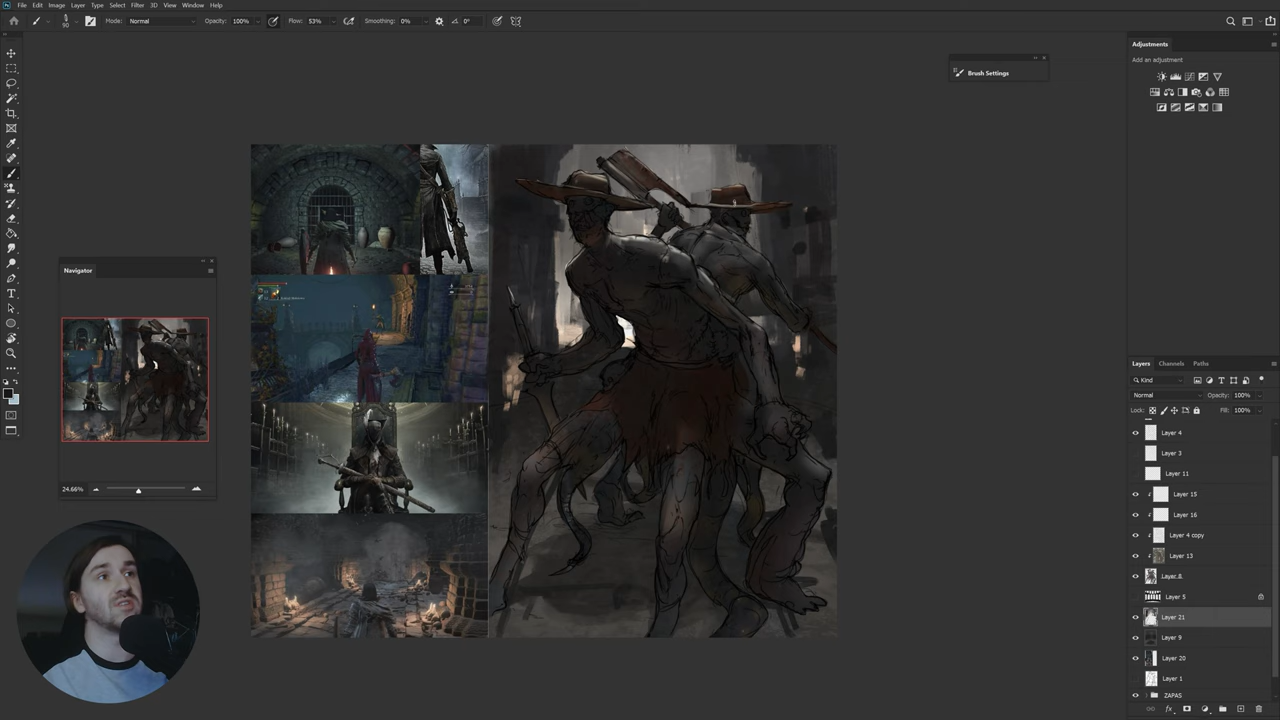 File Edit Image Layer Type Select Filter 3D View Window Help
90 Mode: Normal Opacity: 100% Flow: 53% Smoothing: 0% 0°
Adjustments
Add an adjustment
Brush Settings
Navigator
24.66%
Layers Channels Paths
Kind
Normal Opacity: 100%
Lock: Fill: 100%
Layer 4
Layer 3
Layer 11
Layer 15
Layer 16
Layer 4 copy
Layer 13
Layer 8
Layer 5
Layer 21
Layer 9
Layer 20
Layer 1
ZAPAS